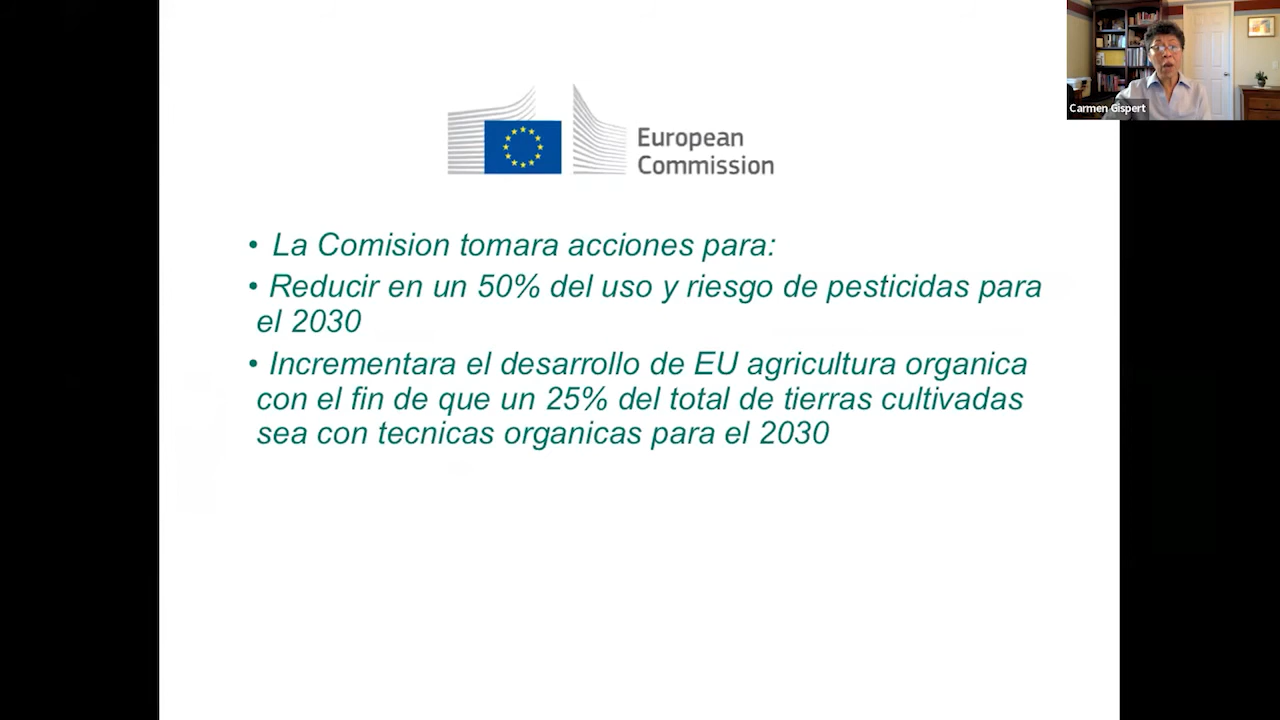 Carmen Gispert
European
Commission
• La Comision tomara acciones para:
• Reducir en un 50% del uso y riesgo de pesticidas para
el 2030
• Incrementara el desarrollo de EU agricultura organica
con el fin de que un 25% del total de tierras cultivadas
sea con tecnicas organicas para el 2030